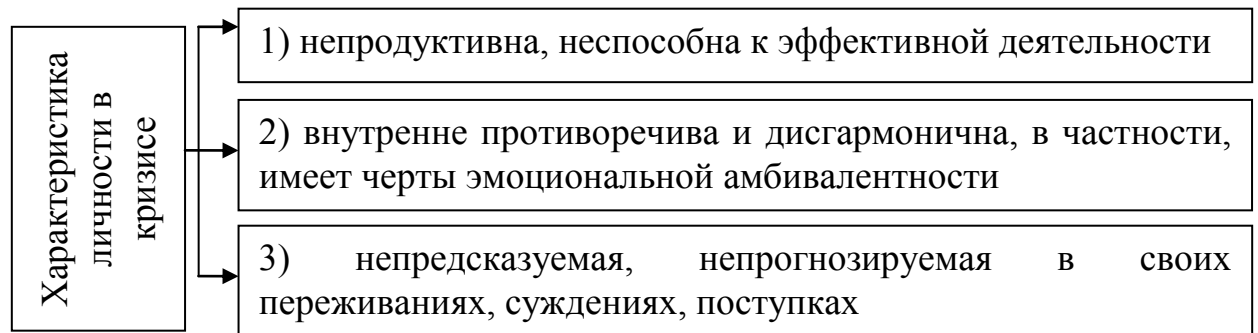 Характеристика
личности в
кризисе
1) непродуктивна, неспособна к эффективной деятельности
2) внутренне противоречива и дисгармонична, в частности,
имеет черты эмоциональной амбивалентности
3) непредсказуемая, непрогнозируемая в своих
переживаниях, суждениях, поступках